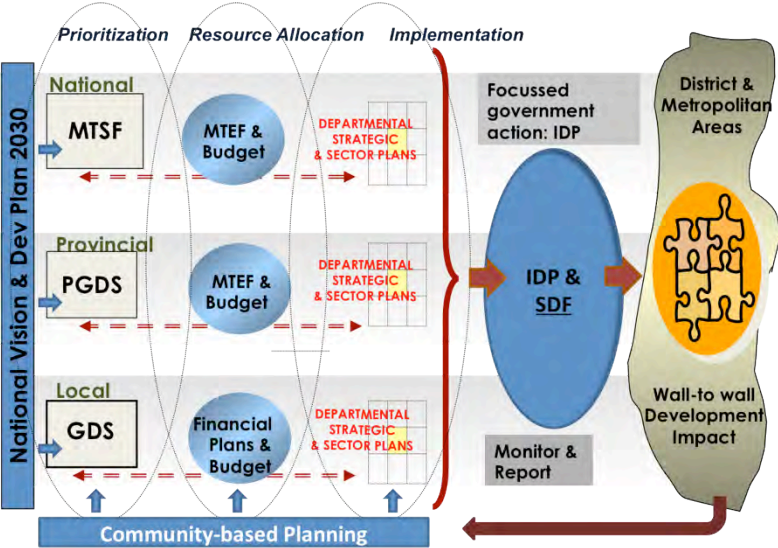 Prioritization
Resource Allocation
Implementation
National Vision & Dev Plan 2030
National
MTSF
MTEF &
Budget
DEPARTMENTAL
STRATEGIC
& SECTOR PLANS
Provincial
PGDS
MTEF &
Budget
DEPARTMENTAL
STRATEGIC
& SECTOR PLANS
Local
GDS
Financial
Plans &
Budget
DEPARTMENTAL
STRATEGIC
& SECTOR PLANS
Community-based Planning
Focussed
government
action: IDP
IDP &
SDF
Monitor &
Report
District &
Metropolitan
Areas
Wall-to wall
Development
Impact